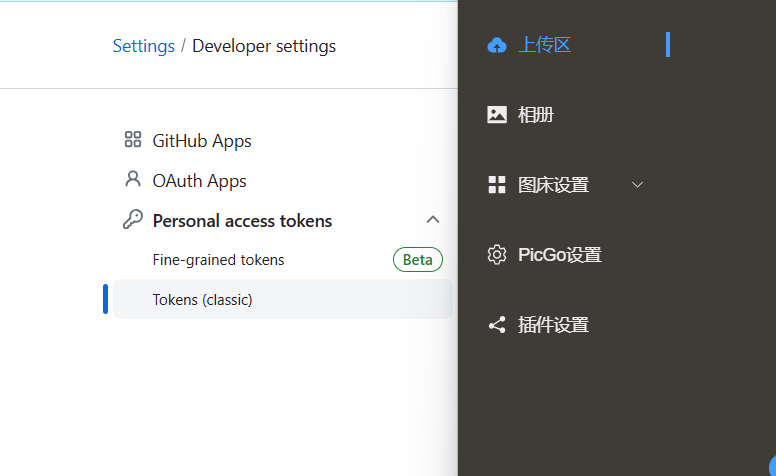 Settings / Developer settings
GitHub Apps
OAuth Apps
Personal access tokens
Fine-grained tokens Beta
Tokens (classic)
上传区
相册
图床设置
PicGo设置
插件设置